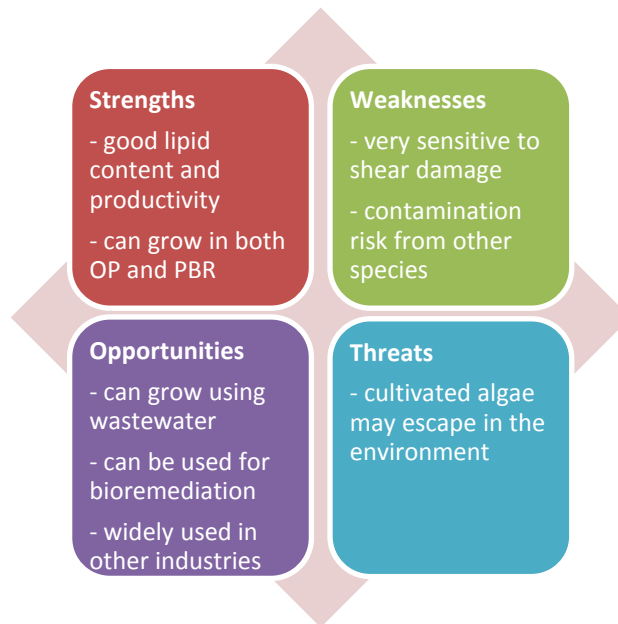 Strengths
- good lipid
content and
productivity
- can grow in both
OP and PBR
Weaknesses
- very sensitive to
shear damage
- contamination
risk from other
species
Opportunities
- can grow using
wastewater
- can be used for
bioremediation
- widely used in
other industries
Threats
- cultivated algae
may escape in the
environment